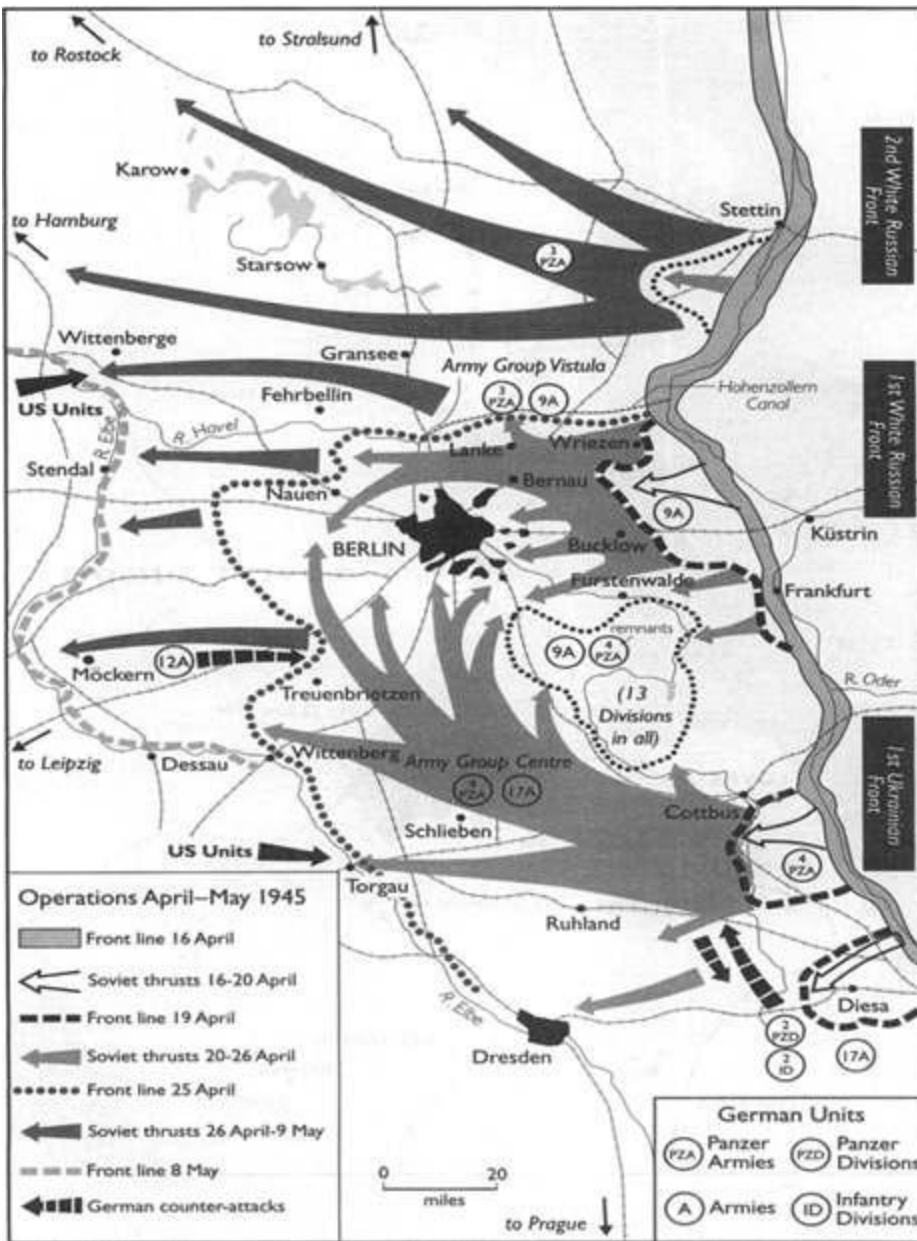 to Rostock
to Stralsund
2nd White Russian
Front
Karow
Stettin
to Hamburg
3
PZA
Starsow
Wittenberge
Gransee
Army Group Vistula
Hohenzollern
Canal
1st White Russian
Front
US Units
Fehrbellin
3
PZA
9A
R. Elbe
R. Havel
Lanke
Wriezen
Stendal
Nauen
Bernau
9A
Küstrin
BERLIN
Bucklow
Furstenwalde
Frankfurt
remnants
9A
4
PZA
12A
Möckern
Treuenbrietzen
(13
Divisions
in all)
R. Oder
to Leipzig
Dessau
Wittenberg
Army Group Centre
PZA
17A
1st Ukrainian
Front
Cottbus
Schlieben
US Units
4
PZA
Torgau
Ruhland
Diesa
R. Elbe
Dresden
2
PZD
2
ID
17A
Operations April–May 1945
Front line 16 April
Soviet thrusts 16-20 April
Front line 19 April
Soviet thrusts 20-26 April
Front line 25 April
Soviet thrusts 26 April-9 May
Front line 8 May
German counter-attacks
0 20
miles
to Prague
German Units
PZA Panzer
Armies
PZD Panzer
Divisions
A Armies
ID Infantry
Divisions